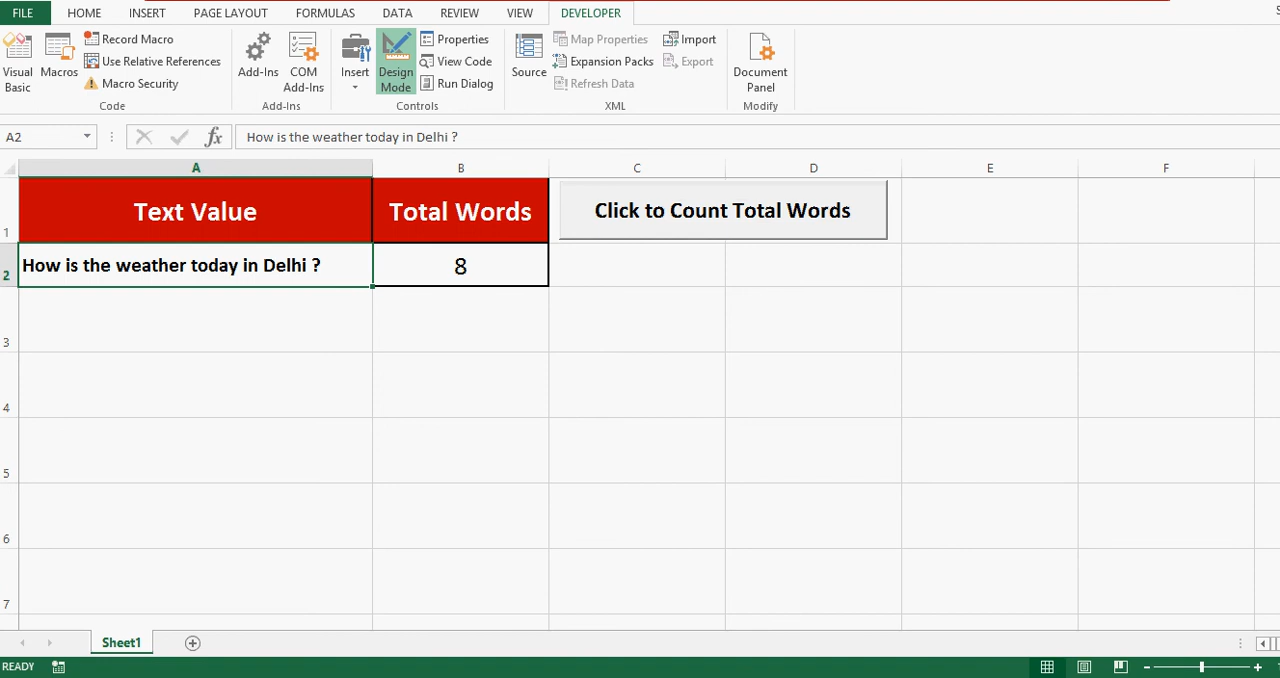 FILE HOME INSERT PAGE LAYOUT FORMULAS DATA REVIEW VIEW DEVELOPER
Visual Basic
Macros
Record Macro
Use Relative References
Macro Security
Code
Add-Ins
COM Add-Ins
Add-Ins
Insert
Design Mode
Properties
View Code
Run Dialog
Controls
Source
Map Properties
Expansion Packs
Refresh Data
Import
Export
XML
Document Panel
Modify
A2 fx How is the weather today in Delhi ?
A B C D E F
1 Text Value Total Words Click to Count Total Words
2 How is the weather today in Delhi ? 8
3
4
5
6
7
Sheet1
READY